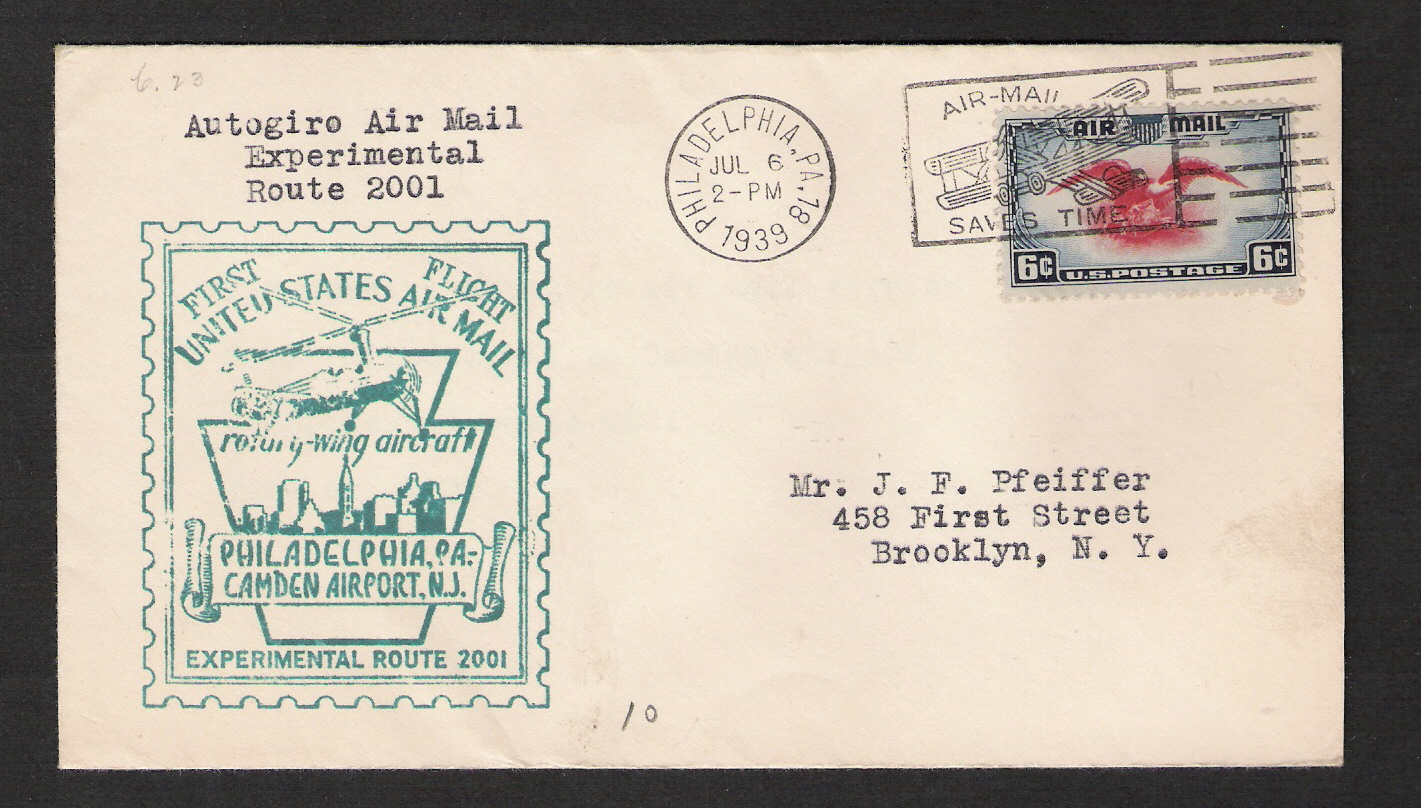 6.23
Autogiro Air Mail
Experimental
Route 2001
FIRST FLIGHT
UNITED STATES AIR MAIL
rotary-wing aircraft
PHILADELPHIA, PA.-
CAMDEN AIRPORT, N.J.
EXPERIMENTAL ROUTE 2001
PHILADELPHIA, PA. 18
JUL 6
2-PM
1939
AIR-MAIL
SAVES TIME
AIR MAIL
6¢ U.S. POSTAGE 6¢
Mr. J. F. Pfeiffer
458 First Street
Brooklyn, N. Y.
10